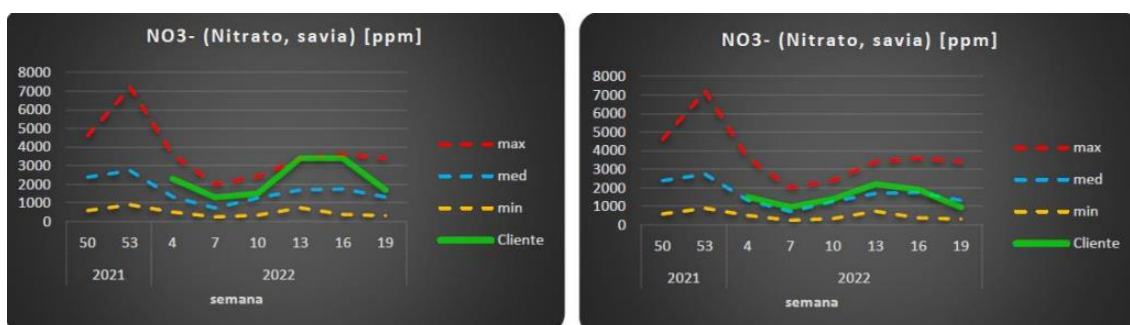 NO3- (Nitrato, savia) [ppm]
8000
7000
6000
5000
4000
3000
2000
1000
0
50 53 4 7 10 13 16 19
2021 2022
semana
max
med
min
Cliente
NO3- (Nitrato, savia) [ppm]
8000
7000
6000
5000
4000
3000
2000
1000
0
50 53 4 7 10 13 16 19
2021 2022
semana
max
med
min
Cliente